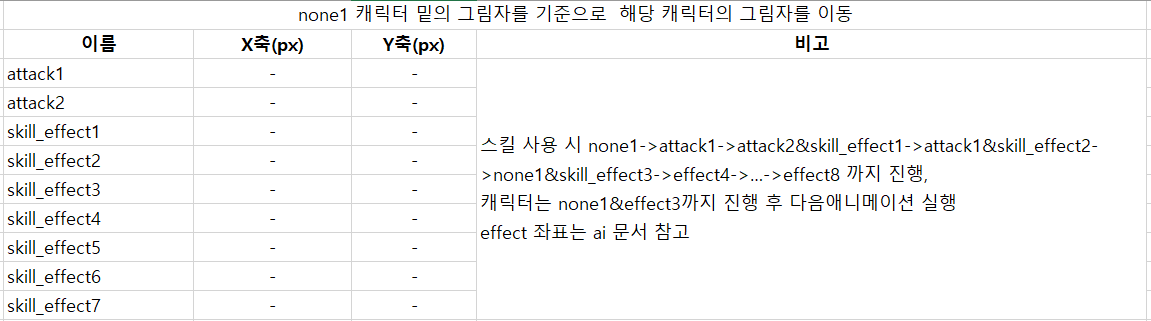 none1 캐릭터 밑의 그림자를 기준으로 해당 캐릭터의 그림자를 이동
이름 X축(px) Y축(px) 비고
attack1 - -
attack2 - -
skill_effect1 - -
skill_effect2 - -
skill_effect3 - -
skill_effect4 - -
skill_effect5 - -
skill_effect6 - -
skill_effect7 - -
스킬 사용 시 none1->attack1->attack2&skill_effect1->attack1&skill_effect2-
>none1&skill_effect3->effect4->...->effect8 까지 진행,
캐릭터는 none1&effect3까지 진행 후 다음애니메이션 실행
effect 좌표는 ai 문서 참고